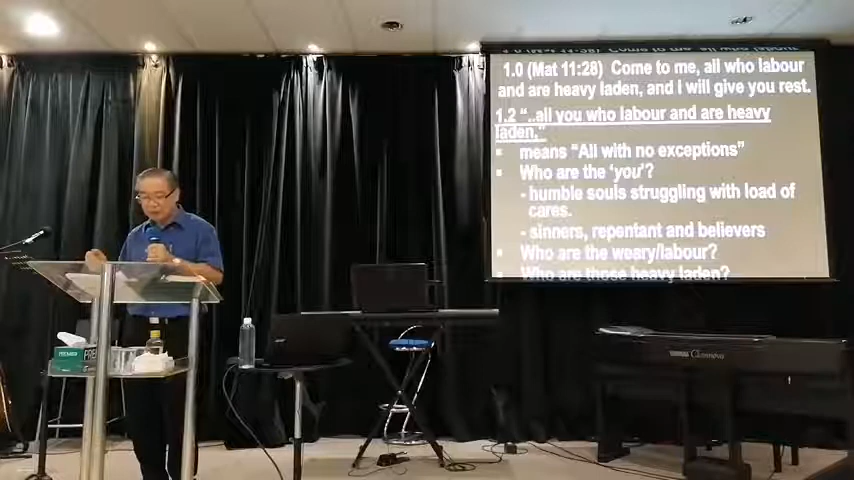 1.0 (Mat 11:28) Come to me, all who labour
and are heavy laden, and I will give you rest.
1.2 "..all you who labour and are heavy
laden,"
▪ means "All with no exceptions"
▪ Who are the 'you'?
- humble souls struggling with load of
cares.
- sinners, repentant and believers
▪ Who are the weary/labour?
▪ Who are those heavy laden?
PREMIER
YAMAHA Clavinova